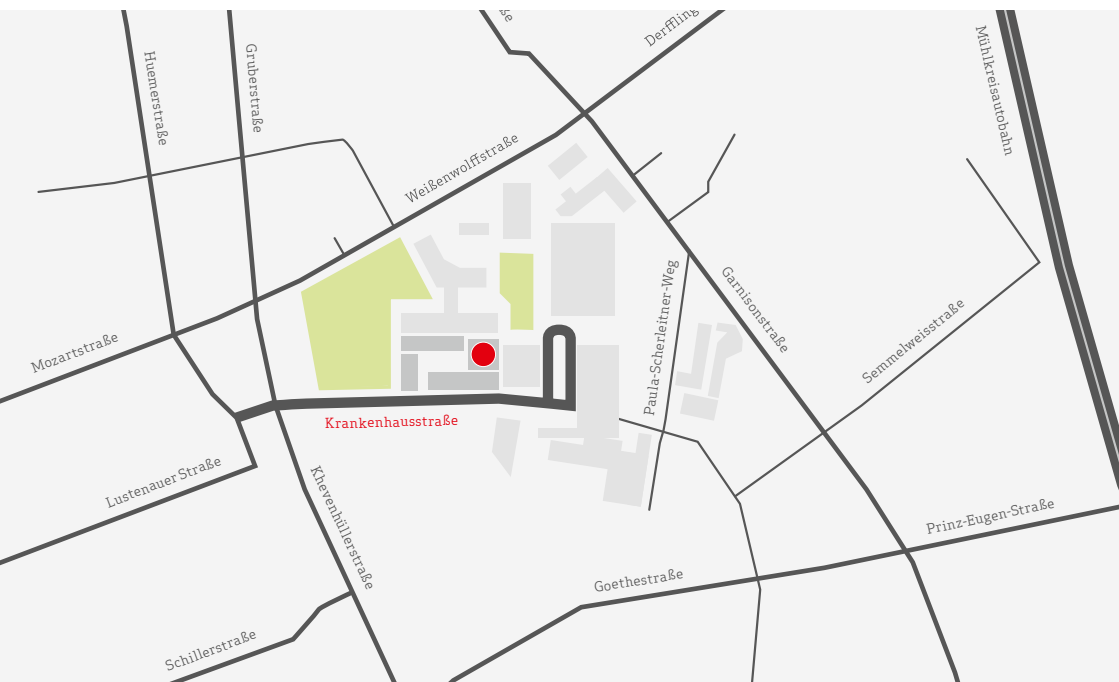 Derffling
Mühlkreisautobahn
Huemerstraße
Gruberstraße
Weißenwolffstraße
Paula-Scherleitner-Weg
Garnisonstraße
Semmelweisstraße
Mozartstraße
Krankenhausstraße
Lustenauer Straße
Khevenhüllerstraße
Prinz-Eugen-Straße
Goethestraße
Schillerstraße